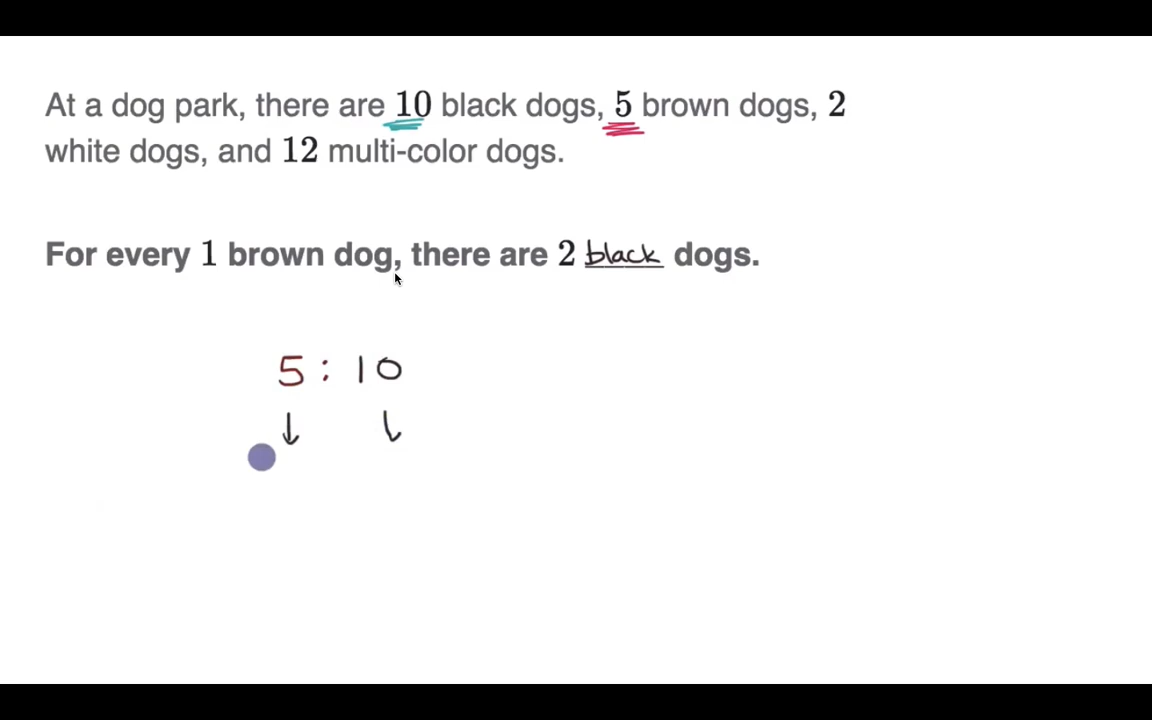 At a dog park, there are 10 black dogs, 5 brown dogs, 2
white dogs, and 12 multi-color dogs.
For every 1 brown dog, there are 2 black dogs.
5 : 10